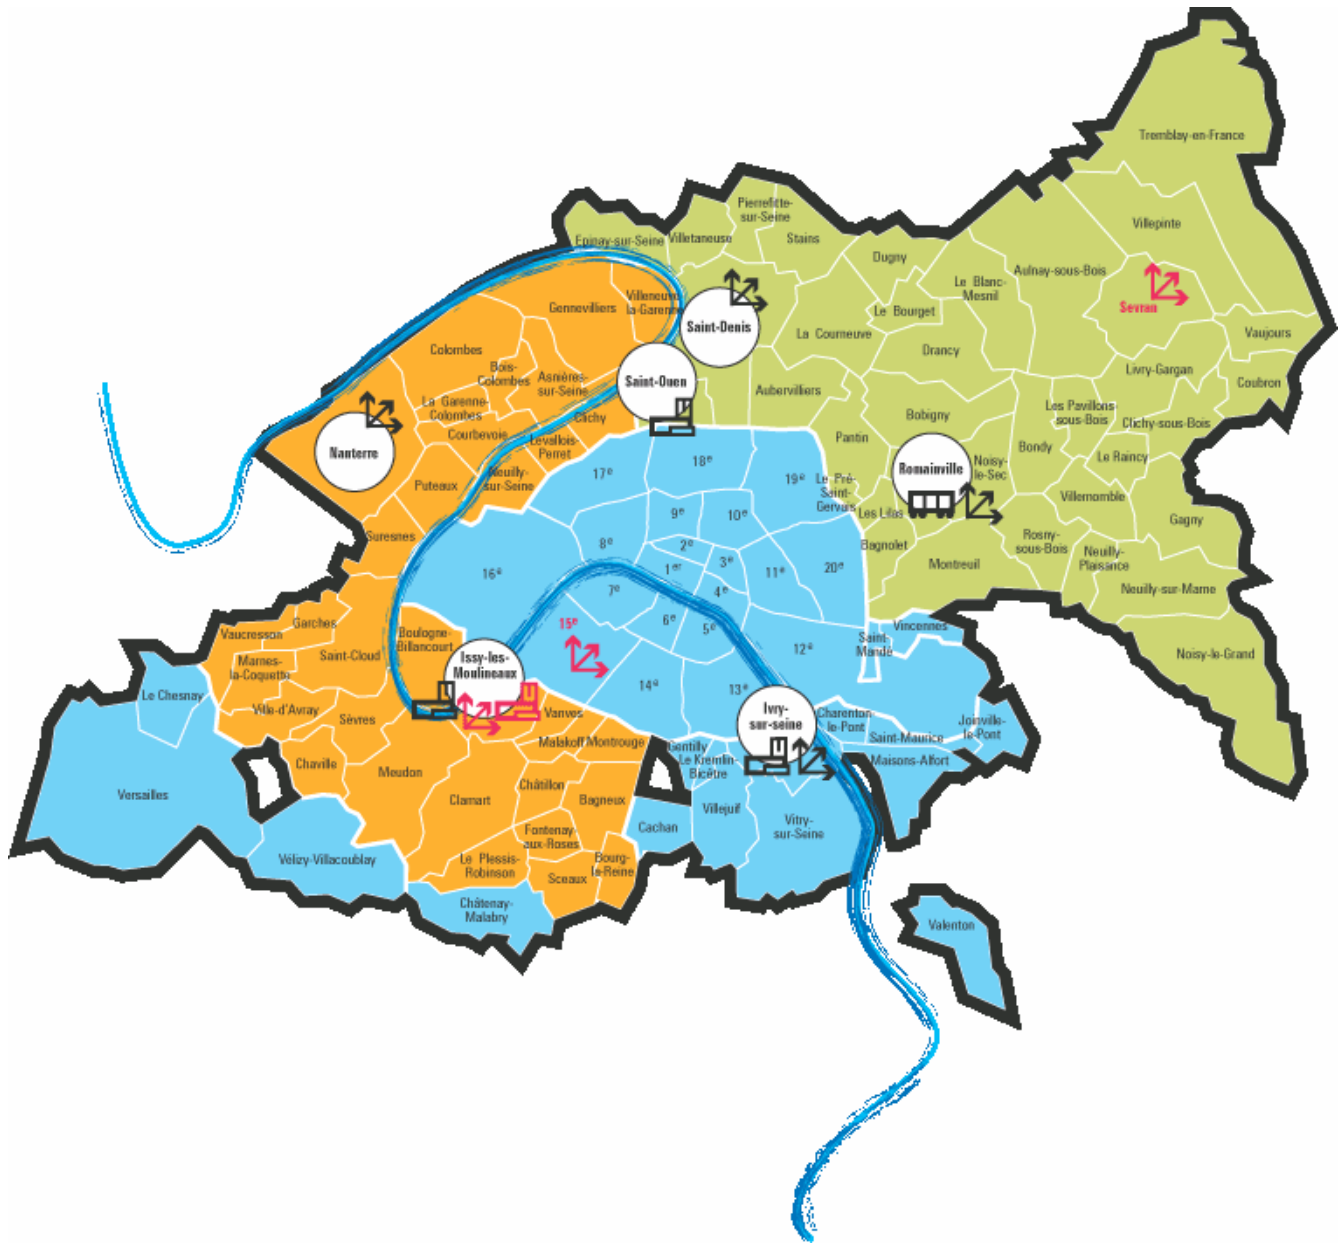 Tremblay-en-France
Pierrefitte-
sur-Seine
Villepinte
Epinay-sur-Seine
Villetaneuse
Stains
Dugny
Aulnay-sous-Bois
Le Blanc-
Mesnil
Sevran
Villeneuve-
la-Garenne
Gennevilliers
Saint-Denis
Le Bourget
La Courneuve
Vaujours
Colombes
Drancy
Bois-
Colombes
Asnières-
sur-Seine
Saint-Ouen
Livry-Gargan
Coubron
Aubervilliers
La Garenne-
Colombes
Clichy
Bobigny
Les Pavillons-
sous-Bois
Clichy-sous-Bois
Courbevoie
Levallois-
Perret
Pantin
Bondy
Nanterre
Le Raincy
Romainville
Noisy-
le-Sec
17e
18e
19e
Le Pré-
Saint-
Gervais
Puteaux
Neuilly-
sur-Seine
Villemomble
Les Lilas
9e
10e
Gagny
Suresnes
8e
2e
Bagnolet
Rosny-
sous-Bois
Neuilly-
Plaisance
16e
1er
3e
11e
20e
Montreuil
7e
4e
Neuilly-sur-Marne
Garches
15e
6e
5e
Vincennes
Vaucresson
Boulogne-
Billancourt
12e
Saint-
Mandé
Noisy-le-Grand
Marnes-
la-Coquette
Saint-Cloud
Issy-les-
Moulineaux
14e
13e
Le Chesnay
Ville-d'Avray
Sèvres
Vanves
Ivry-
sur-seine
Charenton-
le-Pont
Joinville-
le-Pont
Saint-Maurice
Malakoff
Montrouge
Gentilly
Le Kremlin-
Bicêtre
Maisons-Alfort
Chaville
Meudon
Versailles
Clamart
Châtillon
Bagneux
Villejuif
Cachan
Vitry-
sur-Seine
Fontenay-
aux-Roses
Vélizy-Villacoublay
Le Plessis-
Robinson
Sceaux
Bourg-
la-Reine
Châtenay-
Malabry
Valenton